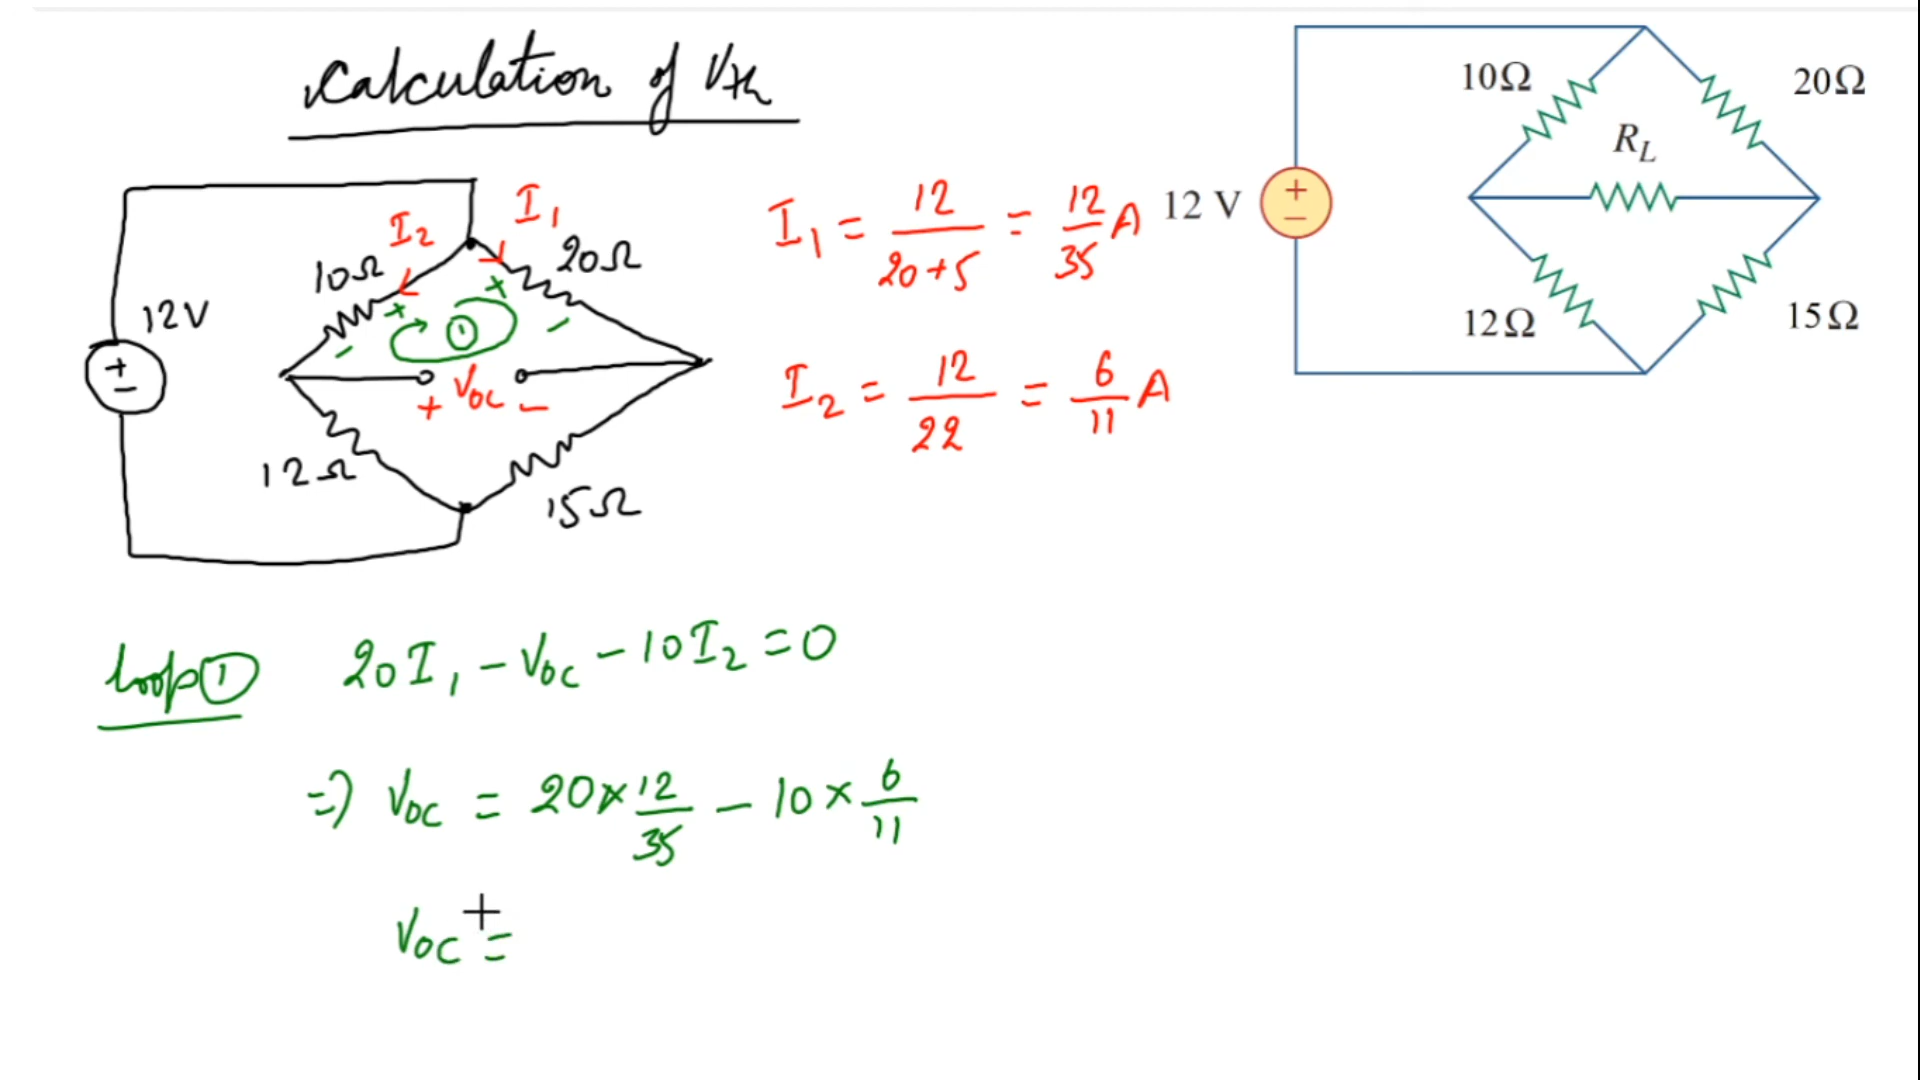 Calculation of Vth
I2 I1
10Ω 20Ω
12V
+ −
+ −
+ −
①
+ Voc −
12Ω 15Ω
I1 = 12/20+5 = 12/35 A
I2 = 12/22 = 6/11 A
10Ω 20Ω
RL
12 V
+
−
12Ω 15Ω
Loop ① 20I1 − Voc − 10I2 = 0
=) Voc = 20×12/35 − 10×6/11
Voc =